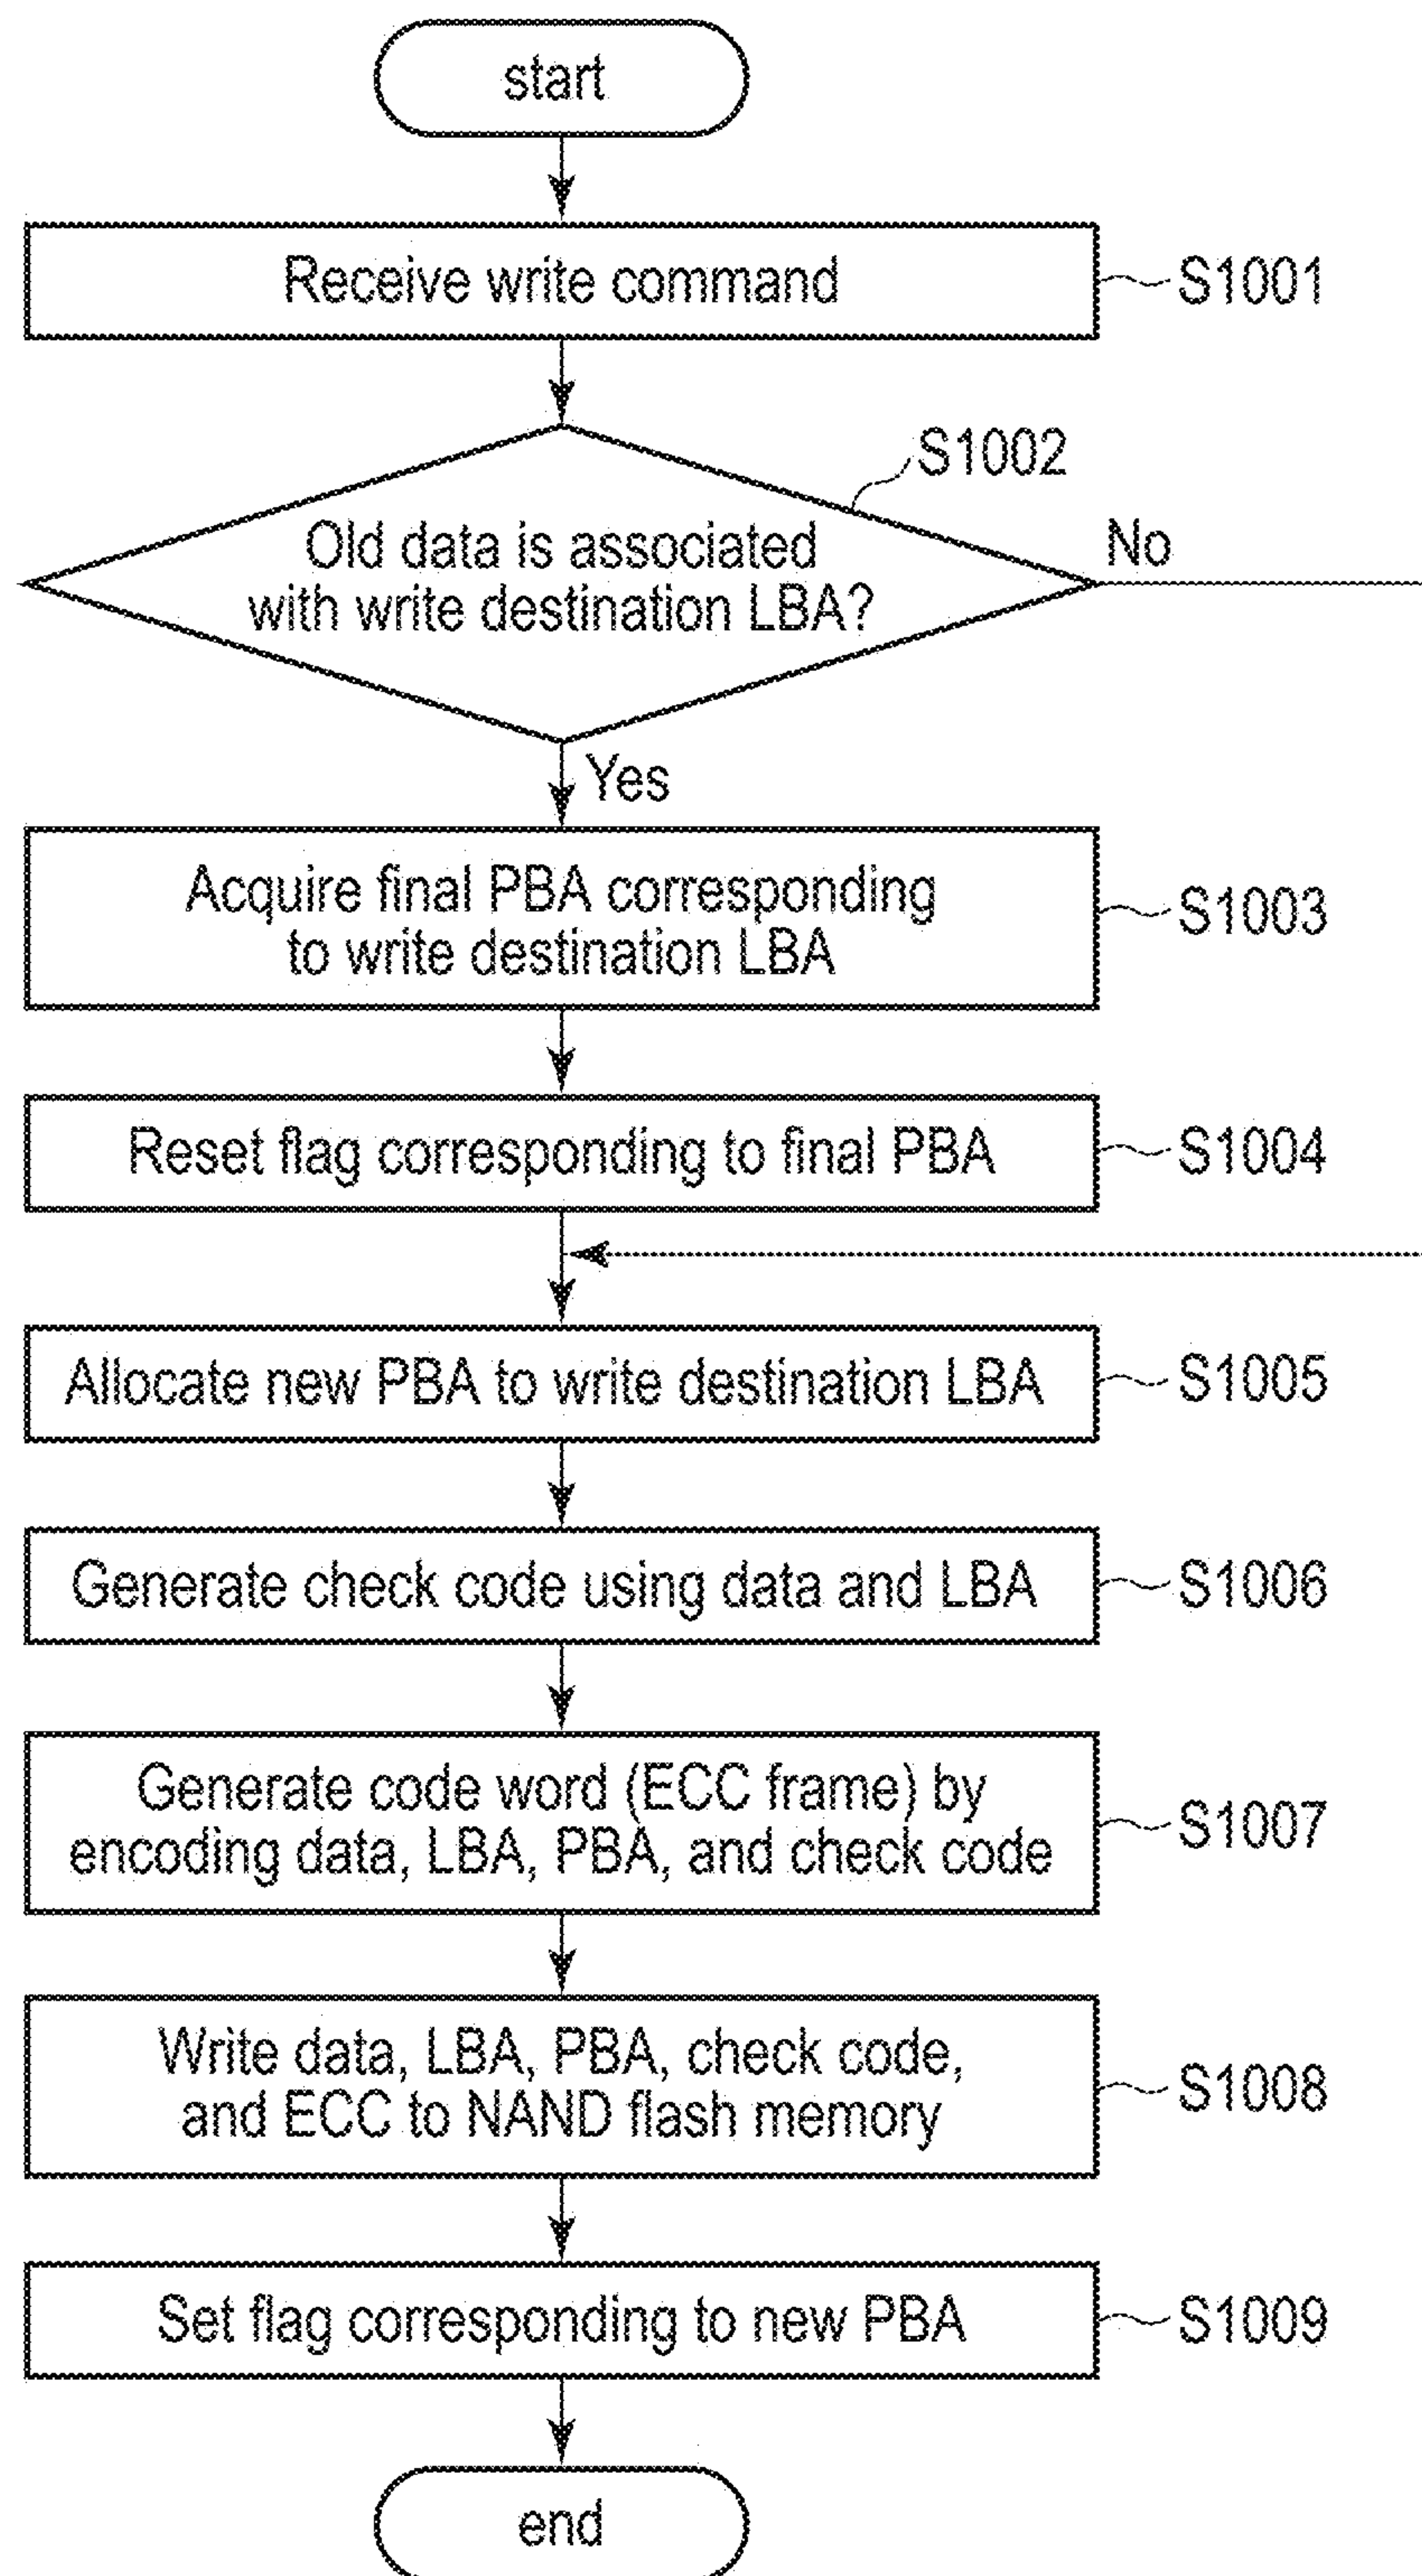 start
Receive write command
S1001
S1002
Old data is associated
with write destination LBA?
No
Yes
Acquire final PBA corresponding
to write destination LBA
S1003
Reset flag corresponding to final PBA
S1004
Allocate new PBA to write destination LBA
S1005
Generate check code using data and LBA
S1006
Generate code word (ECC frame) by
encoding data, LBA, PBA, and check code
S1007
Write data, LBA, PBA, check code,
and ECC to NAND flash memory
S1008
Set flag corresponding to new PBA
S1009
end